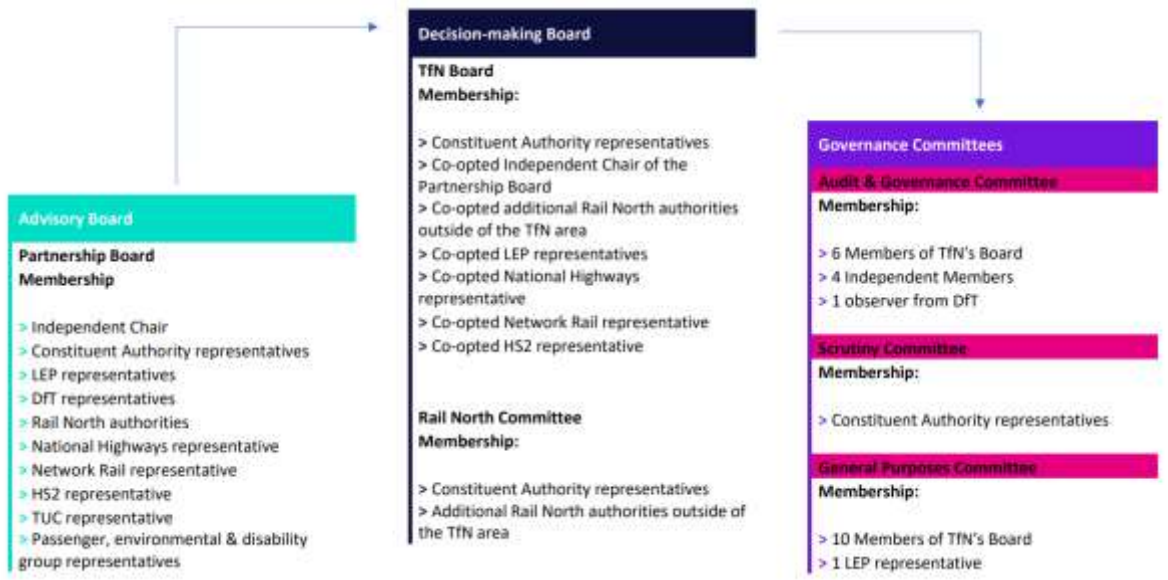 Advisory Board
Partnership Board
Membership
> Independent Chair
> Constituent Authority representatives
> LEP representatives
> DfT representatives
> Rail North authorities
> National Highways representative
> Network Rail representative
> HS2 representative
> TUC representative
> Passenger, environmental & disability
group representatives
Decision-making Board
TfN Board
Membership:
> Constituent Authority representatives
> Co-opted Independent Chair of the
Partnership Board
> Co-opted additional Rail North authorities
outside of the TfN area
> Co-opted LEP representatives
> Co-opted National Highways
representative
> Co-opted Network Rail representative
> Co-opted HS2 representative
Rail North Committee
Membership:
> Constituent Authority representatives
> Additional Rail North authorities outside of
the TfN area
Governance Committees
Audit & Governance Committee
Membership:
> 6 Members of TfN's Board
> 4 Independent Members
> 1 observer from DfT
Scrutiny Committee
Membership:
> Constituent Authority representatives
General Purposes Committee
Membership:
> 10 Members of TfN's Board
> 1 LEP representative